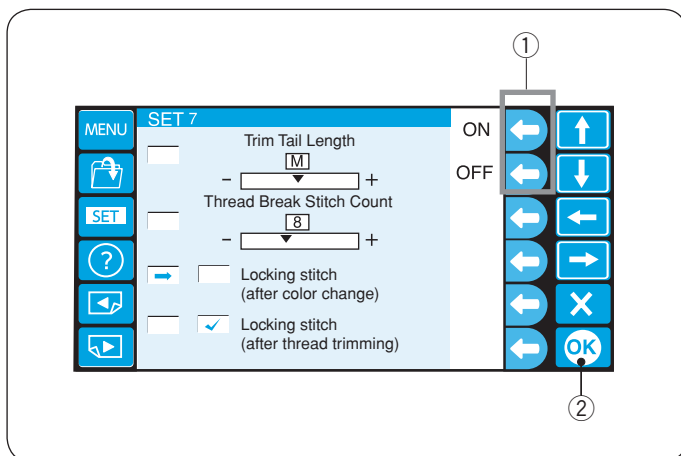 1
MENU
SET 7
ON
Trim Tail Length
M
OFF
- +
Thread Break Stitch Count
SET
8
- +
?
Locking stitch
(after color change)
Locking stitch
(after thread trimming)
OK
2